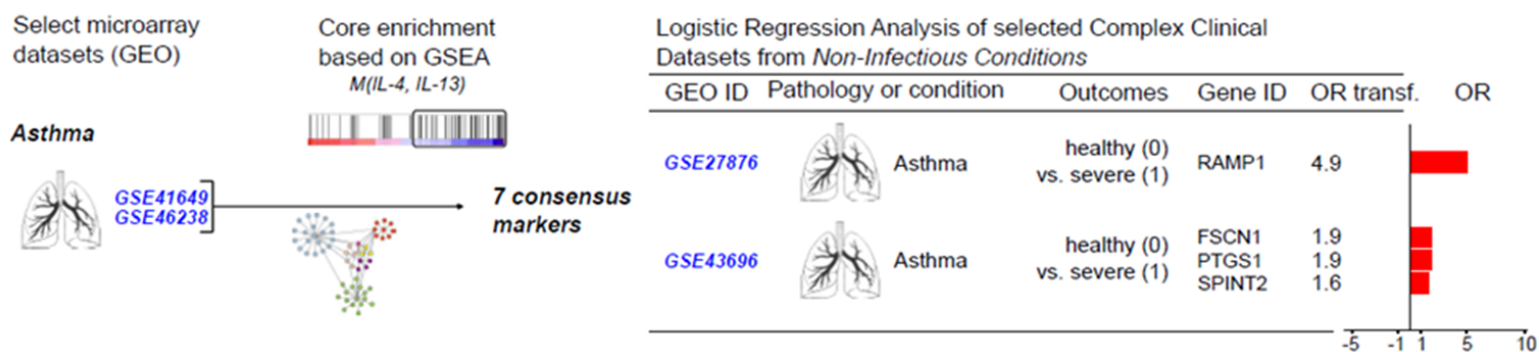 Select microarray
datasets (GEO)
Core enrichment
based on GSEA
M(IL-4, IL-13)
Asthma
GSE41649
GSE46238
7 consensus
markers
Logistic Regression Analysis of selected Complex Clinical
Datasets from Non-Infectious Conditions
GEO ID Pathology or condition Outcomes Gene ID OR transf. OR
GSE27876 Asthma healthy (0) RAMP1 4.9
vs. severe (1)
GSE43696 Asthma healthy (0) FSCN1 1.9
vs. severe (1) PTGS1 1.9
SPINT2 1.6
-5 -1 1 5 10